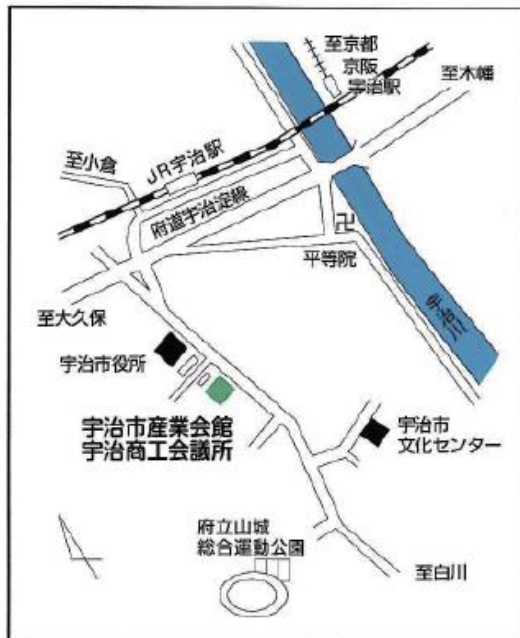 至京都
京阪
宇治駅
至木幡
JR宇治駅
至小倉
府道宇治淀線
卍
平等院
宇治川
至大久保
宇治市役所
宇治市産業会館
宇治商工会議所
宇治市
文化センター
府立山城
総合運動公園
至白川